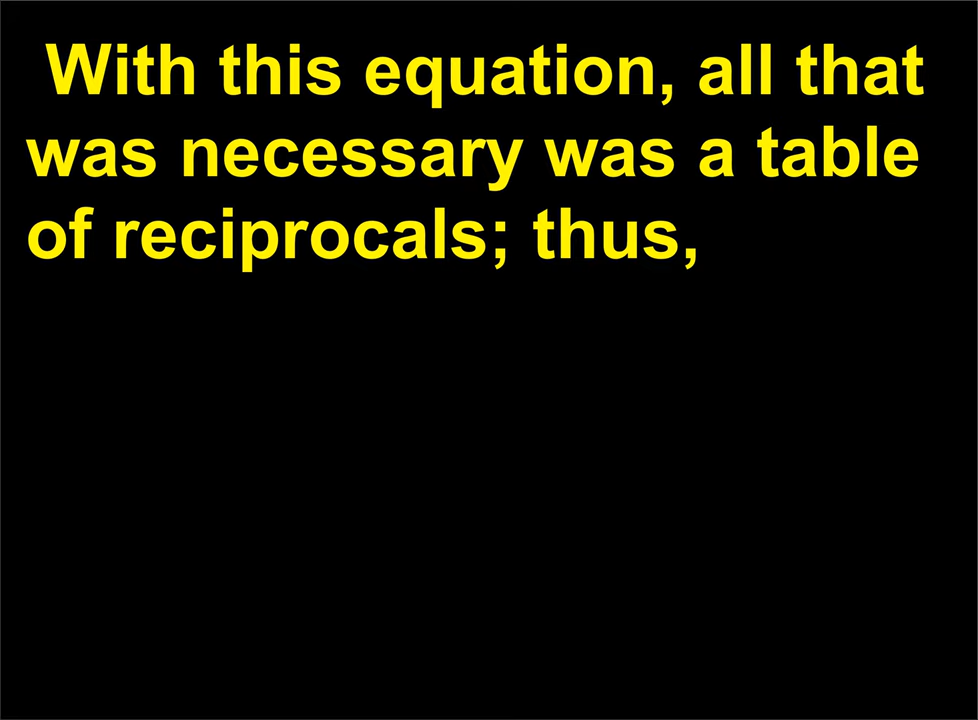 With this equation, all that
was necessary was a table
of reciprocals; thus,